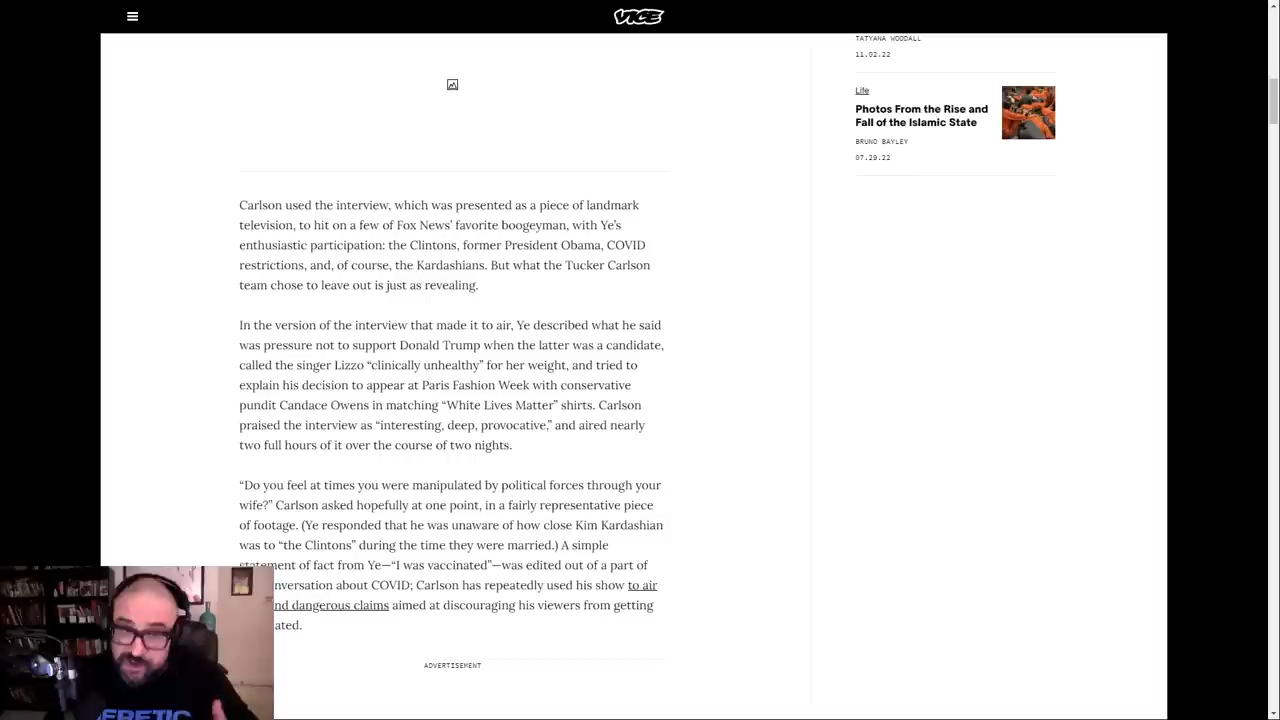 VICE
TATYANA WOODALL
11.02.22
Life
Photos From the Rise and
Fall of the Islamic State
BRUNO BAYLEY
07.29.22
Carlson used the interview, which was presented as a piece of landmark
television, to hit on a few of Fox News’ favorite boogeyman, with Ye’s
enthusiastic participation: the Clintons, former President Obama, COVID
restrictions, and, of course, the Kardashians. But what the Tucker Carlson
team chose to leave out is just as revealing.
In the version of the interview that made it to air, Ye described what he said
was pressure not to support Donald Trump when the latter was a candidate,
called the singer Lizzo “clinically unhealthy” for her weight, and tried to
explain his decision to appear at Paris Fashion Week with conservative
pundit Candace Owens in matching “White Lives Matter” shirts. Carlson
praised the interview as “interesting, deep, provocative,” and aired nearly
two full hours of it over the course of two nights.
“Do you feel at times you were manipulated by political forces through your
wife?” Carlson asked hopefully at one point, in a fairly representative piece
of footage. (Ye responded that he was unaware of how close Kim Kardashian
was to “the Clintons” during the time they were married.) A simple
statement of fact from Ye—“I was vaccinated”—was edited out of a part of
nversation about COVID; Carlson has repeatedly used his show to air
nd dangerous claims aimed at discouraging his viewers from getting
ated.
ADVERTISEMENT
ERETIC